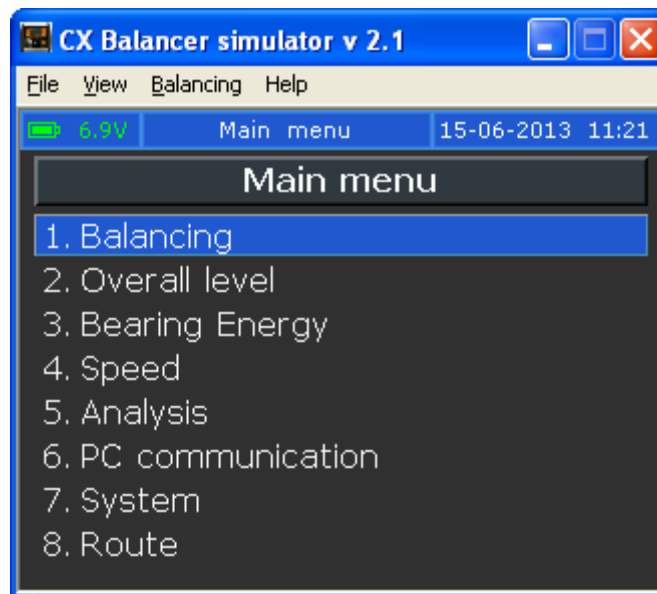 CX Balancer simulator v 2.1
File View Balancing Help
6.9V Main menu 15-06-2013 11:21
Main menu
1. Balancing
2. Overall level
3. Bearing Energy
4. Speed
5. Analysis
6. PC communication
7. System
8. Route